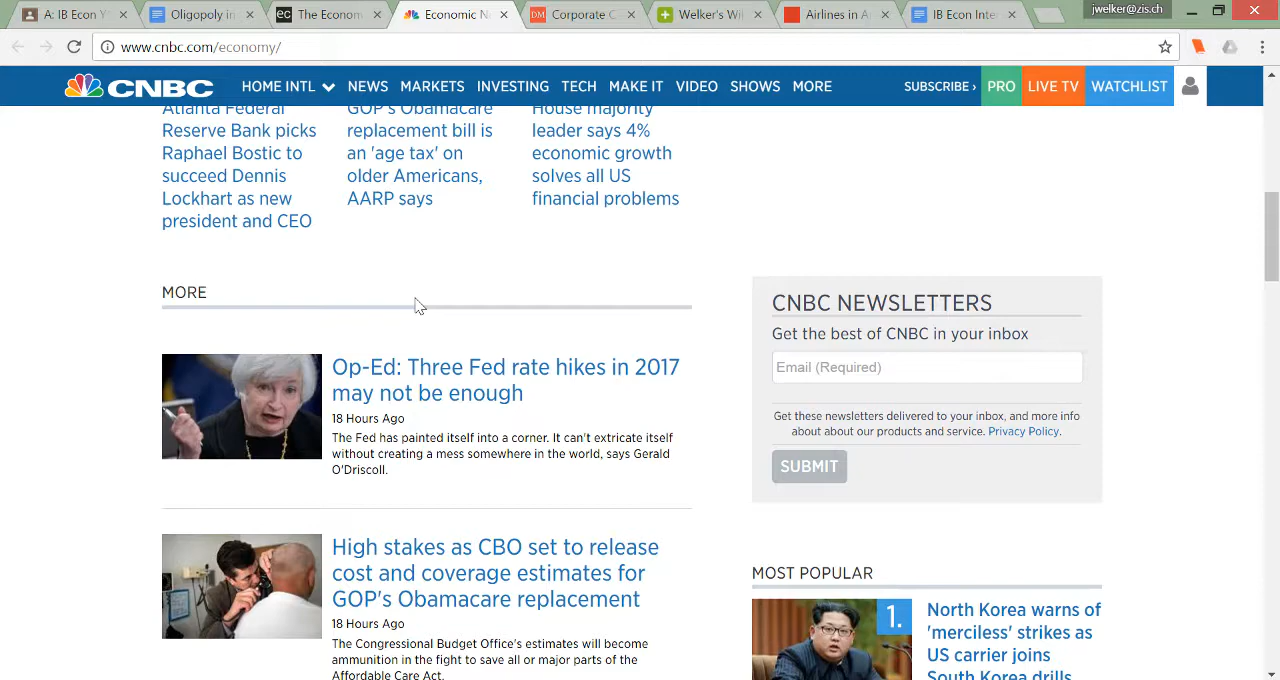 A: IB Econ Y
Oligopoly in
The Econom
Economic N
Corporate C
Welker's Wi
Airlines in A
IB Econ Inte
jwelker@zis.ch
www.cnbc.com/economy/
CNBC
HOME INTL
NEWS
MARKETS
INVESTING
TECH
MAKE IT
VIDEO
SHOWS
MORE
SUBSCRIBE ›
PRO
LIVE TV
WATCHLIST
Atlanta Federal
Reserve Bank picks
Raphael Bostic to
succeed Dennis
Lockhart as new
president and CEO
GOP's Obamacare
replacement bill is
an 'age tax' on
older Americans,
AARP says
House majority
leader says 4%
economic growth
solves all US
financial problems
MORE
Op-Ed: Three Fed rate hikes in 2017
may not be enough
18 Hours Ago
The Fed has painted itself into a corner. It can't extricate itself
without creating a mess somewhere in the world, says Gerald
O'Driscoll.
High stakes as CBO set to release
cost and coverage estimates for
GOP's Obamacare replacement
18 Hours Ago
The Congressional Budget Office's estimates will become
ammunition in the fight to save all or major parts of the
Affordable Care Act.
CNBC NEWSLETTERS
Get the best of CNBC in your inbox
Email (Required)
Get these newsletters delivered to your inbox, and more info
about about our products and service. Privacy Policy.
SUBMIT
MOST POPULAR
1.
North Korea warns of
'merciless' strikes as
US carrier joins
South Korea drills